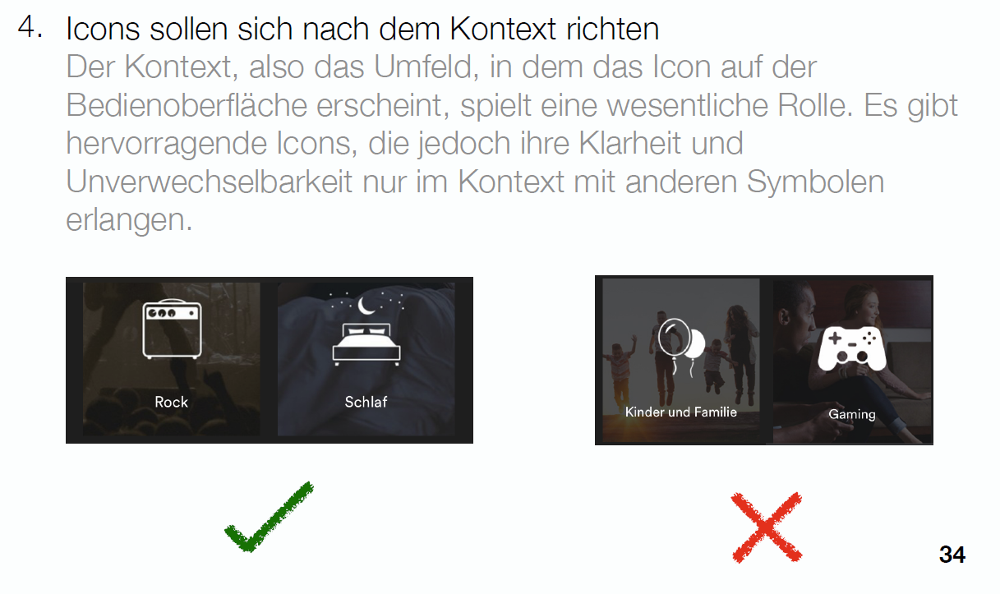 4. Icons sollen sich nach dem Kontext richten
Der Kontext, also das Umfeld, in dem das Icon auf der
Bedienoberfläche erscheint, spielt eine wesentliche Rolle. Es gibt
hervorragende Icons, die jedoch ihre Klarheit und
Unverwechselbarkeit nur im Kontext mit anderen Symbolen
erlangen.
Rock
Schlaf
Kinder und Familie
Gaming
34